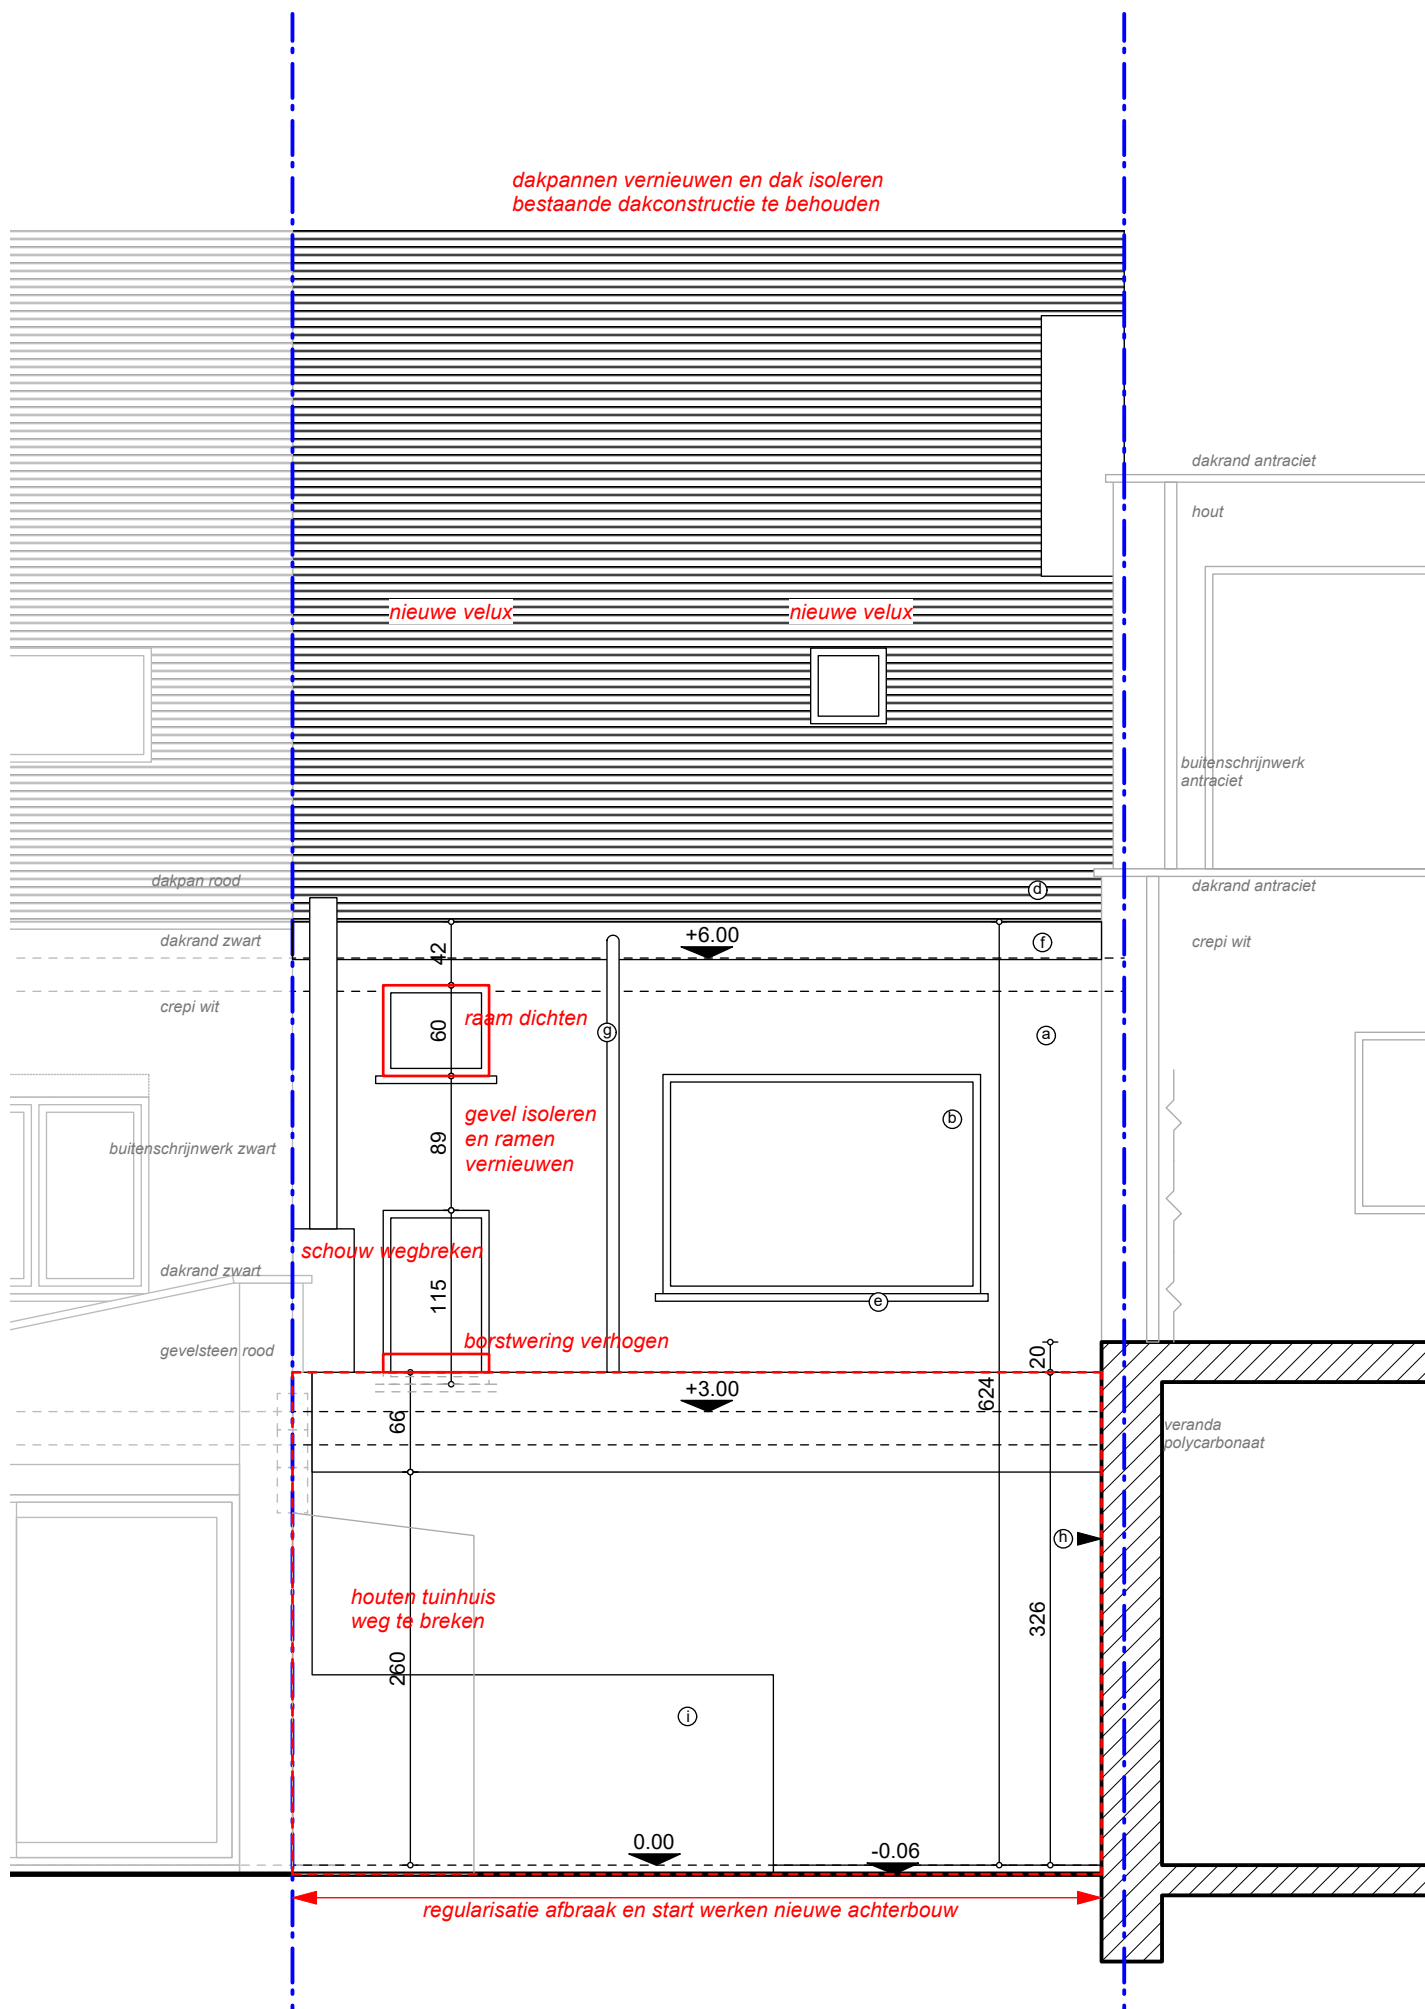 dakpannen vernieuwen en dak isoleren
bestaande dakconstructie te behouden
dakrand antraciet
hout
nieuwe velux
nieuwe velux
buitenschrijnwerk
antraciet
dakpan rood
d
dakrand antraciet
dakrand zwart
+6.00
f
crepi wit
42
crepi wit
raam dichten
60
g
a
gevel isoleren
en ramen
vernieuwen
b
buitenschrijnwerk zwart
89
schouw wegbreken
dakrand zwart
115
e
borstwering verhogen
gevelsteen rood
20
+3.00
624
66
veranda
polycarbonaat
h
houten tuinhuis
weg te breken
326
260
i
0.00
-0.06
regularisatie afbraak en start werken nieuwe achterbouw